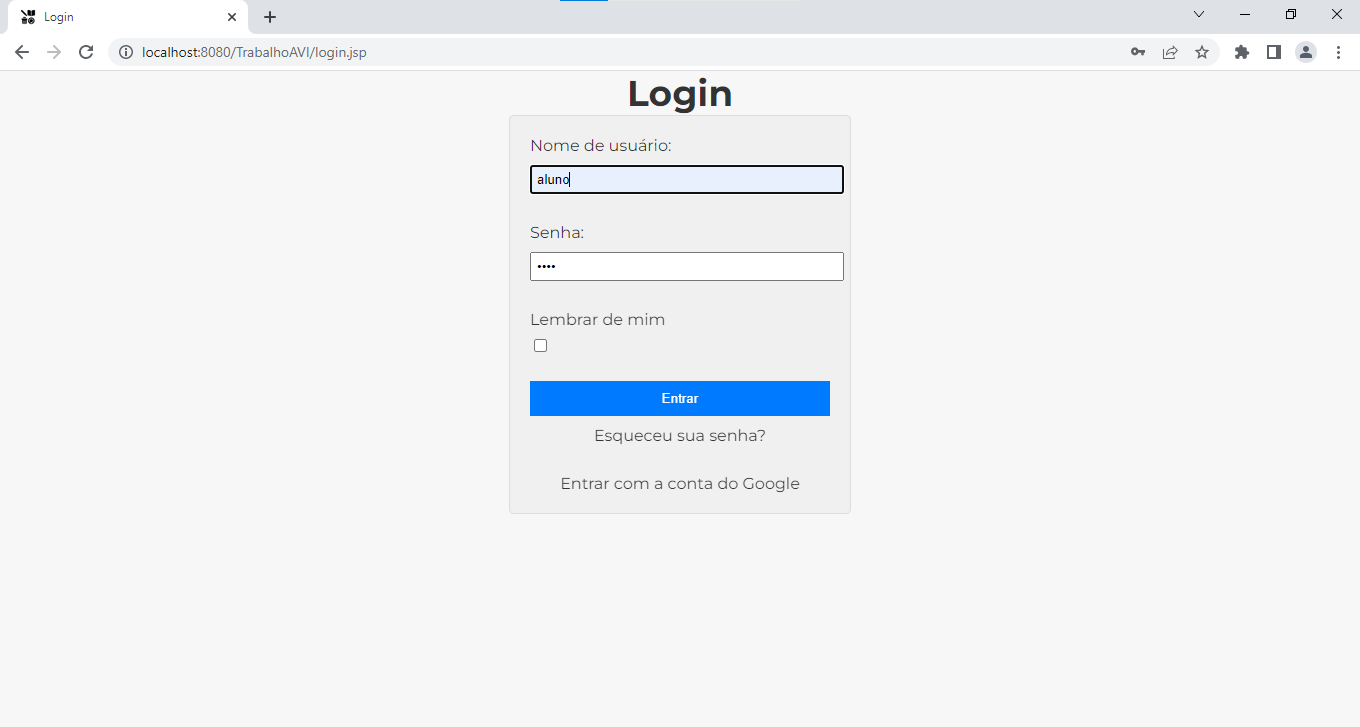 Login
localhost:8080/TrabalhoAVI/login.jsp
Login
Nome de usuário:
aluno
Senha:
••••
Lembrar de mim
Entrar
Esqueceu sua senha?
Entrar com a conta do Google